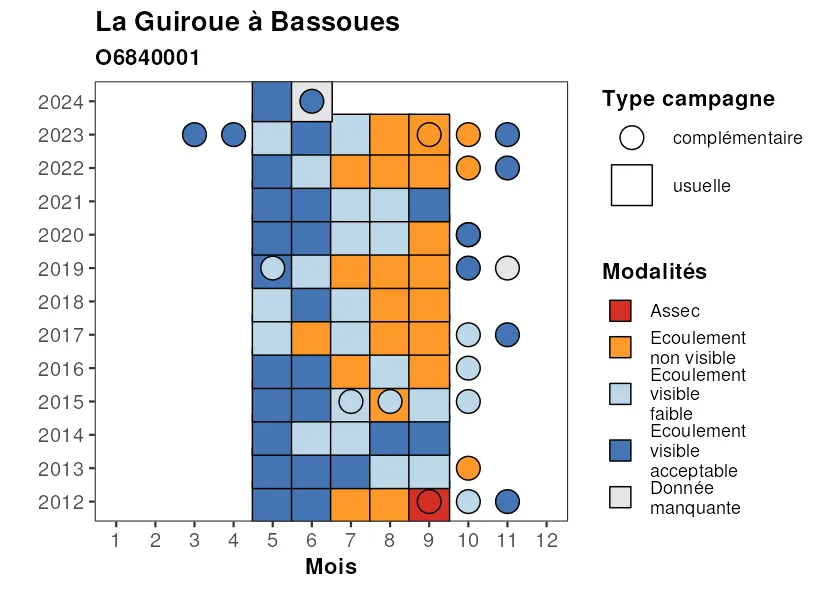 La Guiroue à Bassoues
O6840001
2024
2023
2022
2021
2020
2019
2018
2017
2016
2015
2014
2013
2012
1 2 3 4 5 6 7 8 9 10 11 12
Mois
Type campagne
complémentaire
usuelle
Modalités
Assec
Ecoulement
non visible
Ecoulement
visible
faible
Ecoulement
visible
acceptable
Donnée
manquante